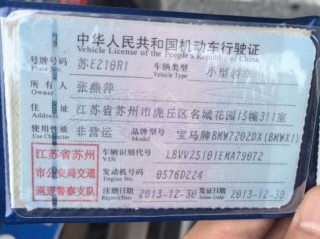 中华人民共和国机动车行驶证
Vehicle License of the People's Republic of China
号牌号码 苏E210R1 车辆类型 小型轿车
Plate No. Vehicle Type
所有人 张燕萍
Owner
住址 江苏省苏州市虎丘区名城花园15幢311室
Address
使用性质 非营运 品牌型号 宝马牌BMW7202DX(BMWX1)
Use Character Model
江苏省苏州
市公安局交通
巡逻警察支队
车辆识别代号 LBVVZ5101EMA79072
VIN
发动机号码 0576D224
Engine No.
注册日期 2013-12-30 发证日期 2013-12-30
Register Date Issue Date